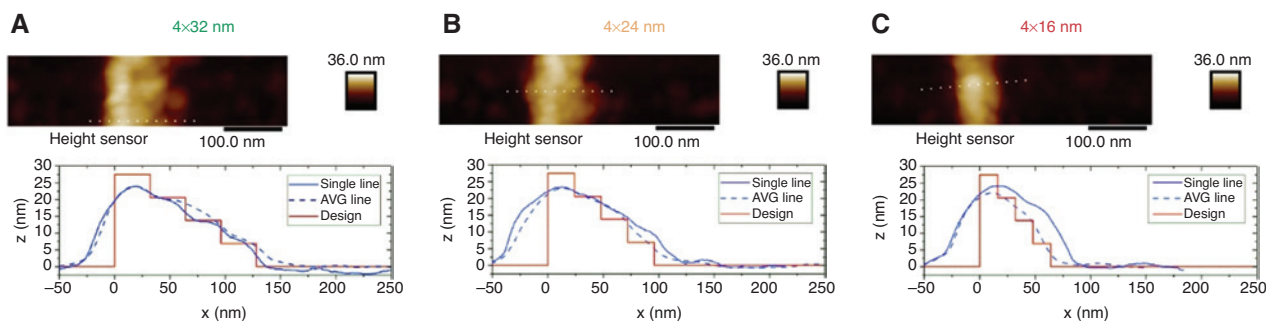 A
4×32 nm
36.0 nm
Height sensor
100.0 nm
30
25
20
15
10
5
0
z (nm)
Single line
AVG line
Design
−50
0
50
100
150
200
250
x (nm)
B
4×24 nm
36.0 nm
Height sensor
100.0 nm
30
25
20
15
10
5
0
z (nm)
Single line
AVG line
Design
−50
0
50
100
150
200
250
x (nm)
C
4×16 nm
36.0 nm
Height sensor
100.0 nm
30
25
20
15
10
5
0
z (nm)
Single line
AVG line
Design
−50
0
50
100
150
200
250
x (nm)